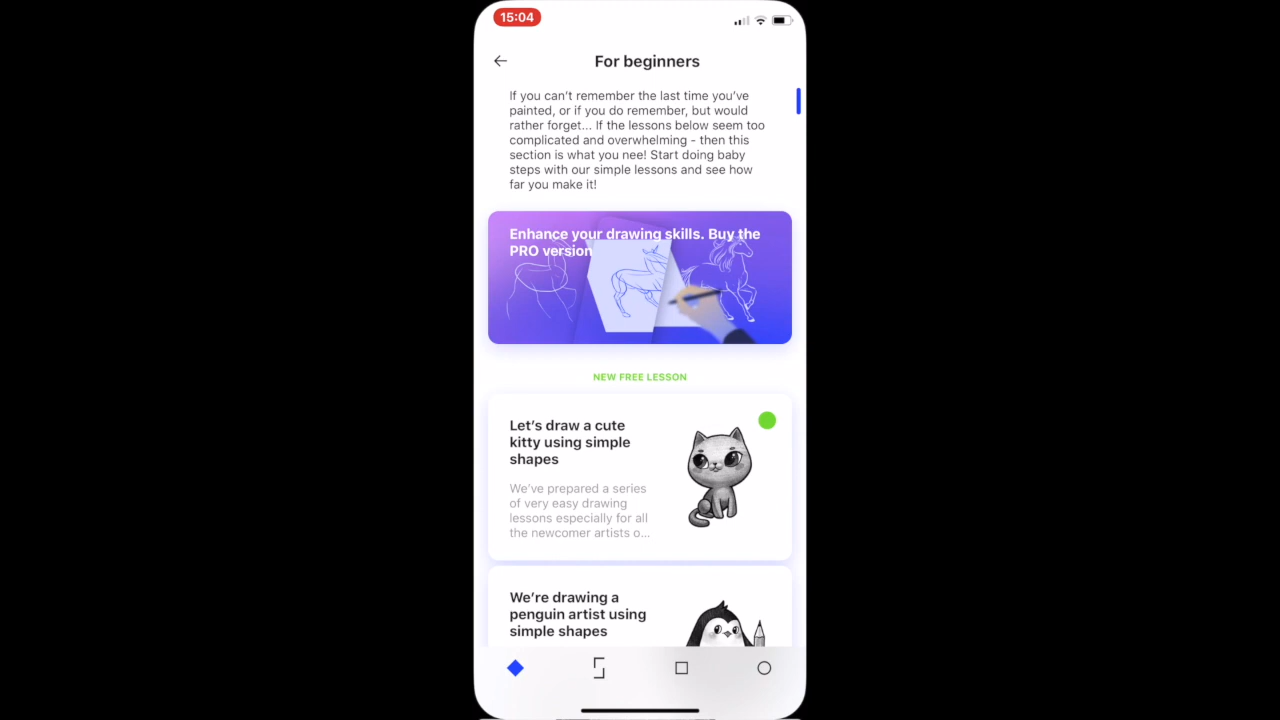 15:04
For beginners
If you can’t remember the last time you’ve
painted, or if you do remember, but would
rather forget... If the lessons below seem too
complicated and overwhelming - then this
section is what you nee! Start doing baby
steps with our simple lessons and see how
far you make it!
Enhance your drawing skills. Buy the
PRO version
NEW FREE LESSON
Let’s draw a cute
kitty using simple
shapes
We’ve prepared a series
of very easy drawing
lessons especially for all
the newcomer artists o...
We’re drawing a
penguin artist using
simple shapes